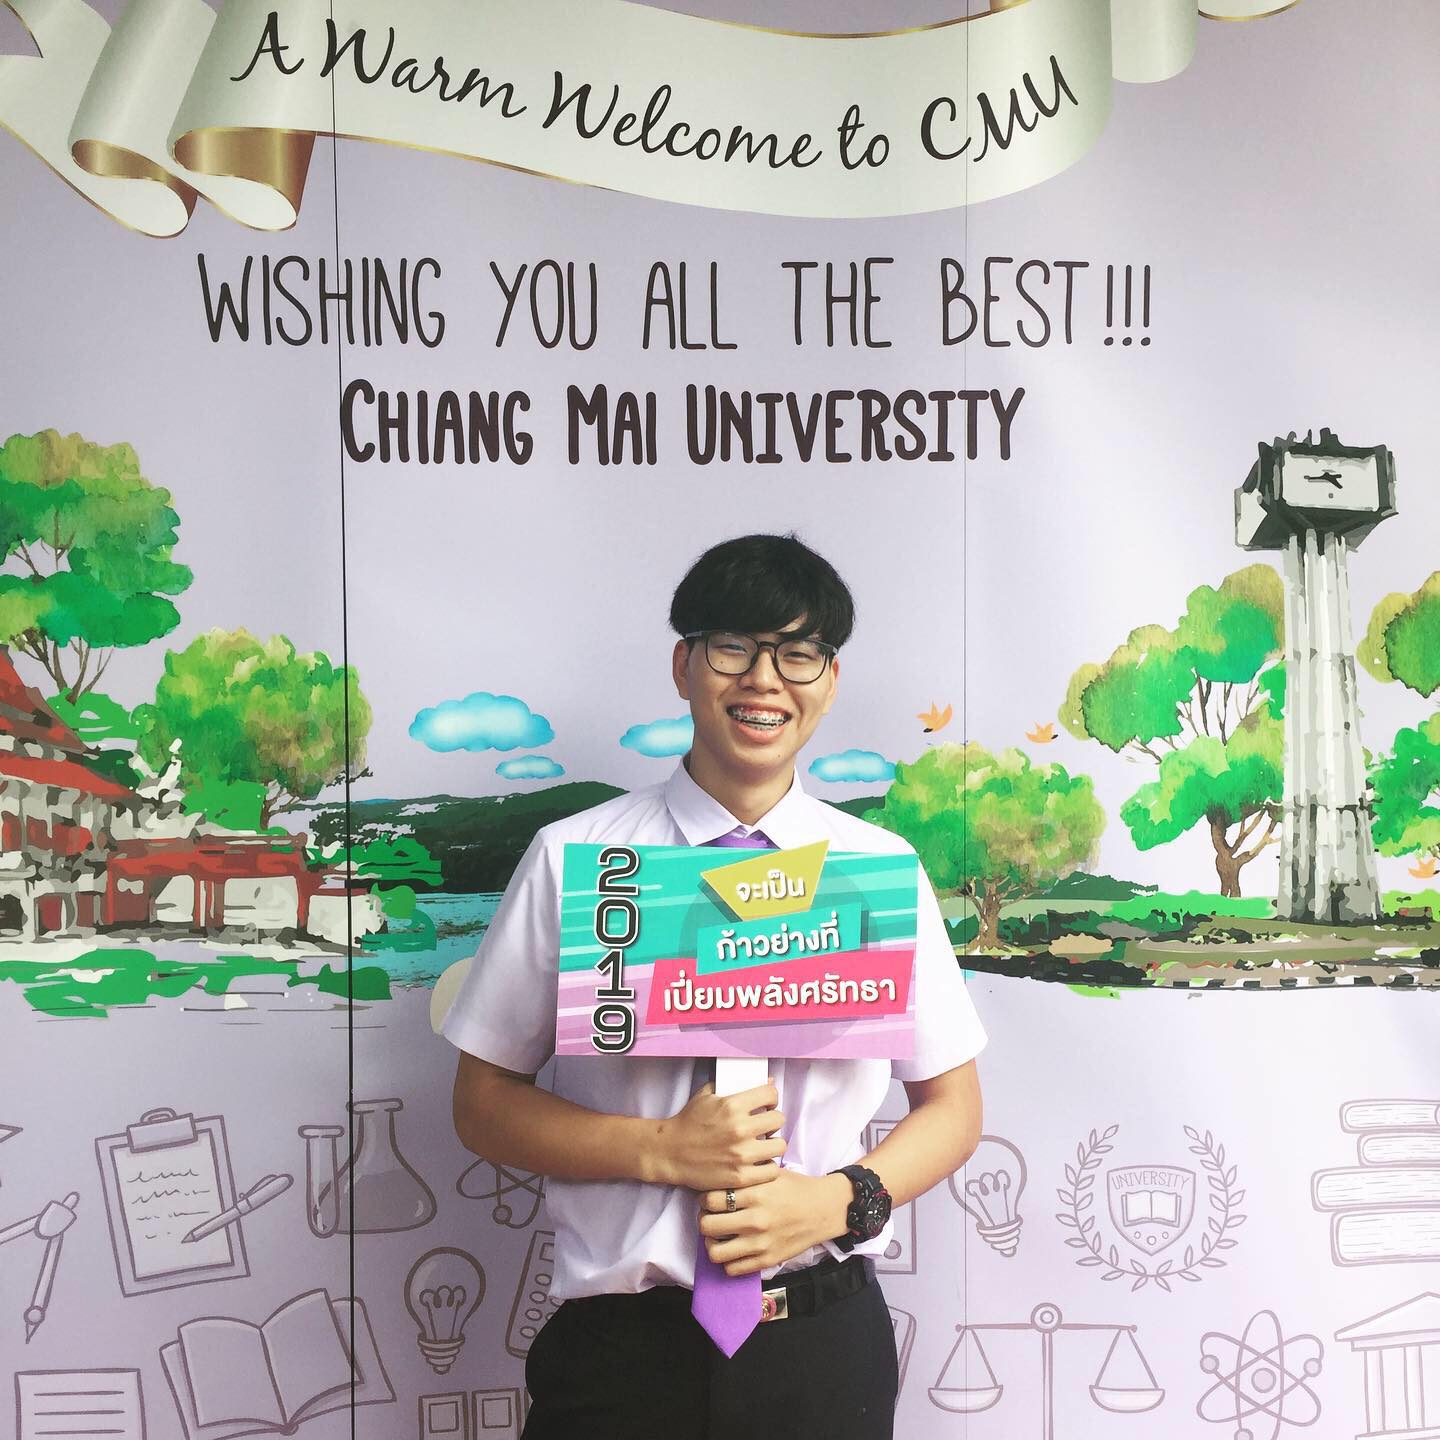 A Warm Welcome to CMU
WISHING YOU ALL THE BEST!!!
CHIANG MAI UNIVERSITY
2019
จะเป็น
ก้าวย่างที่
เปี่ยมพลังศรัทธา
UNIVERSITY